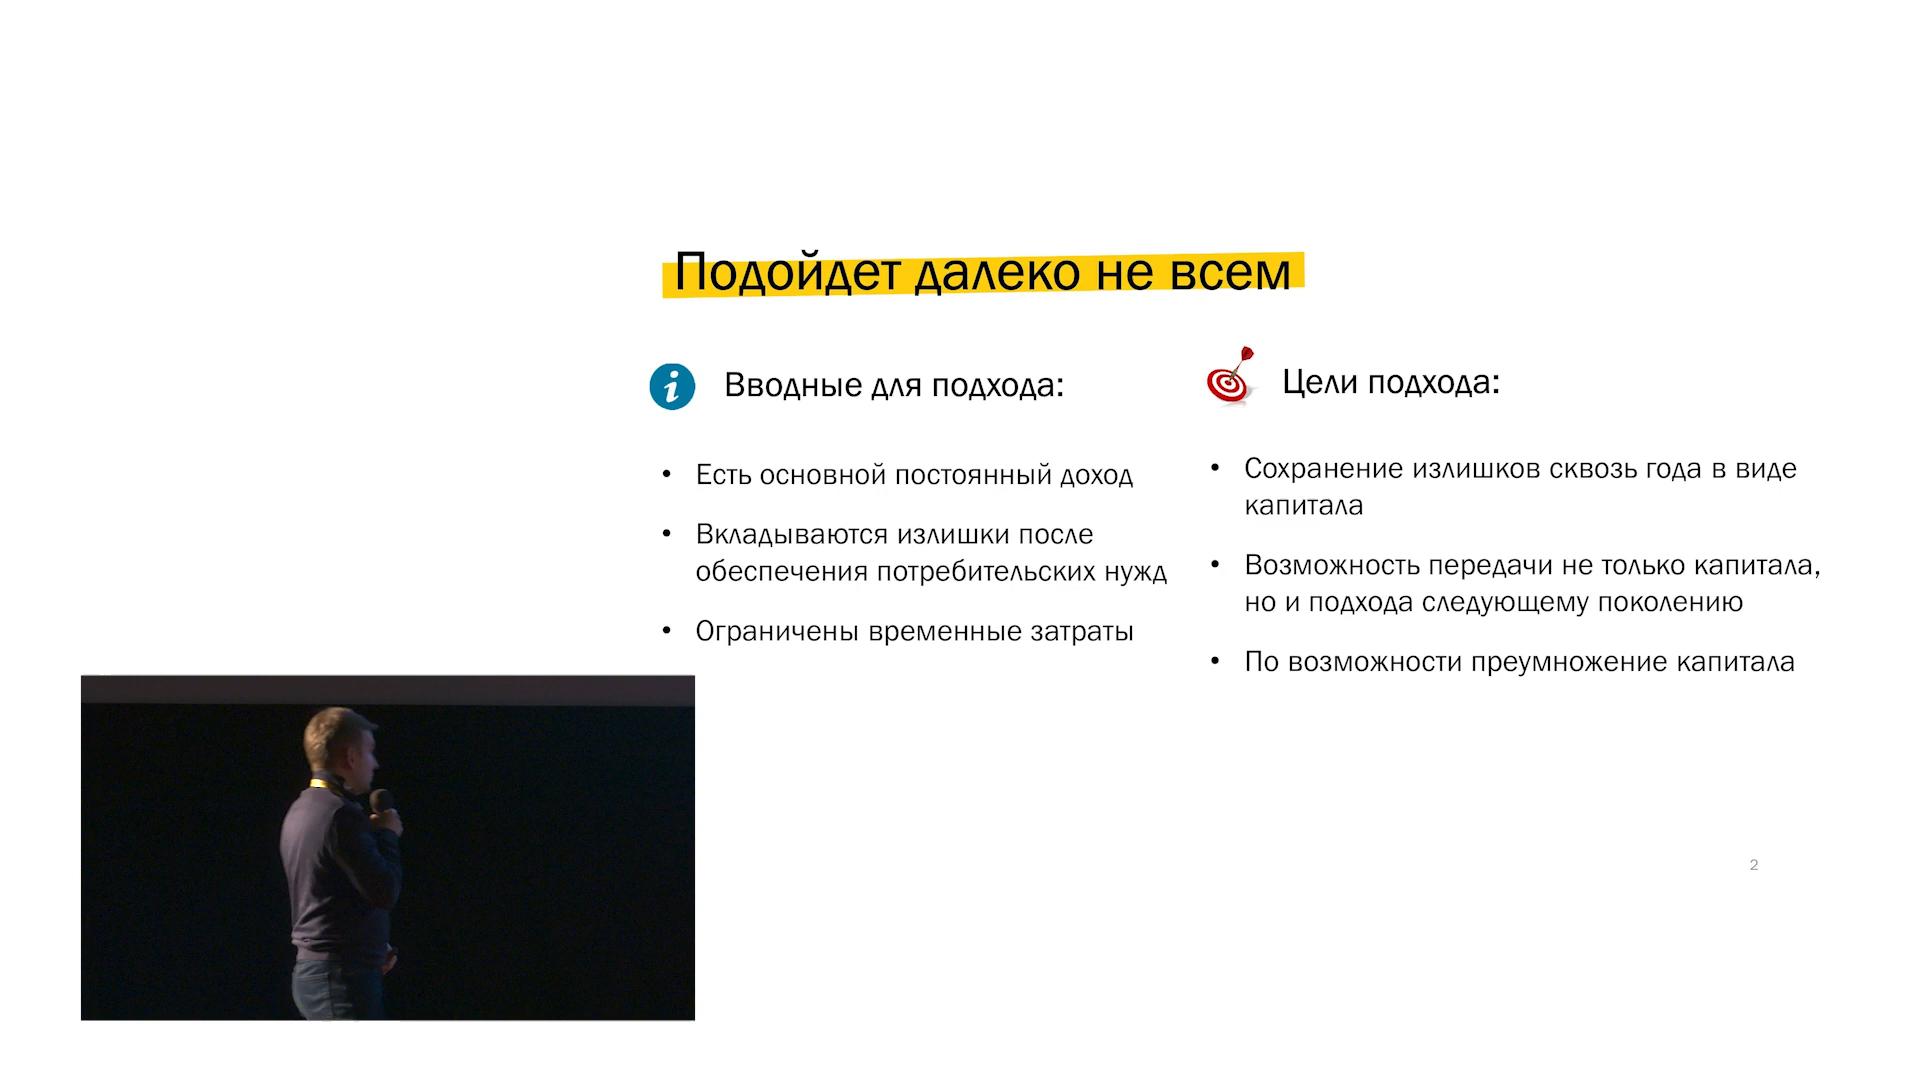 Подойдет далеко не всем
Вводные для подхода:
• Есть основной постоянный доход
• Вкладываются излишки после
обеспечения потребительских нужд
• Ограничены временные затраты
Цели подхода:
• Сохранение излишков сквозь года в виде
капитала
• Возможность передачи не только капитала,
но и подхода следующему поколению
• По возможности преумножение капитала
2